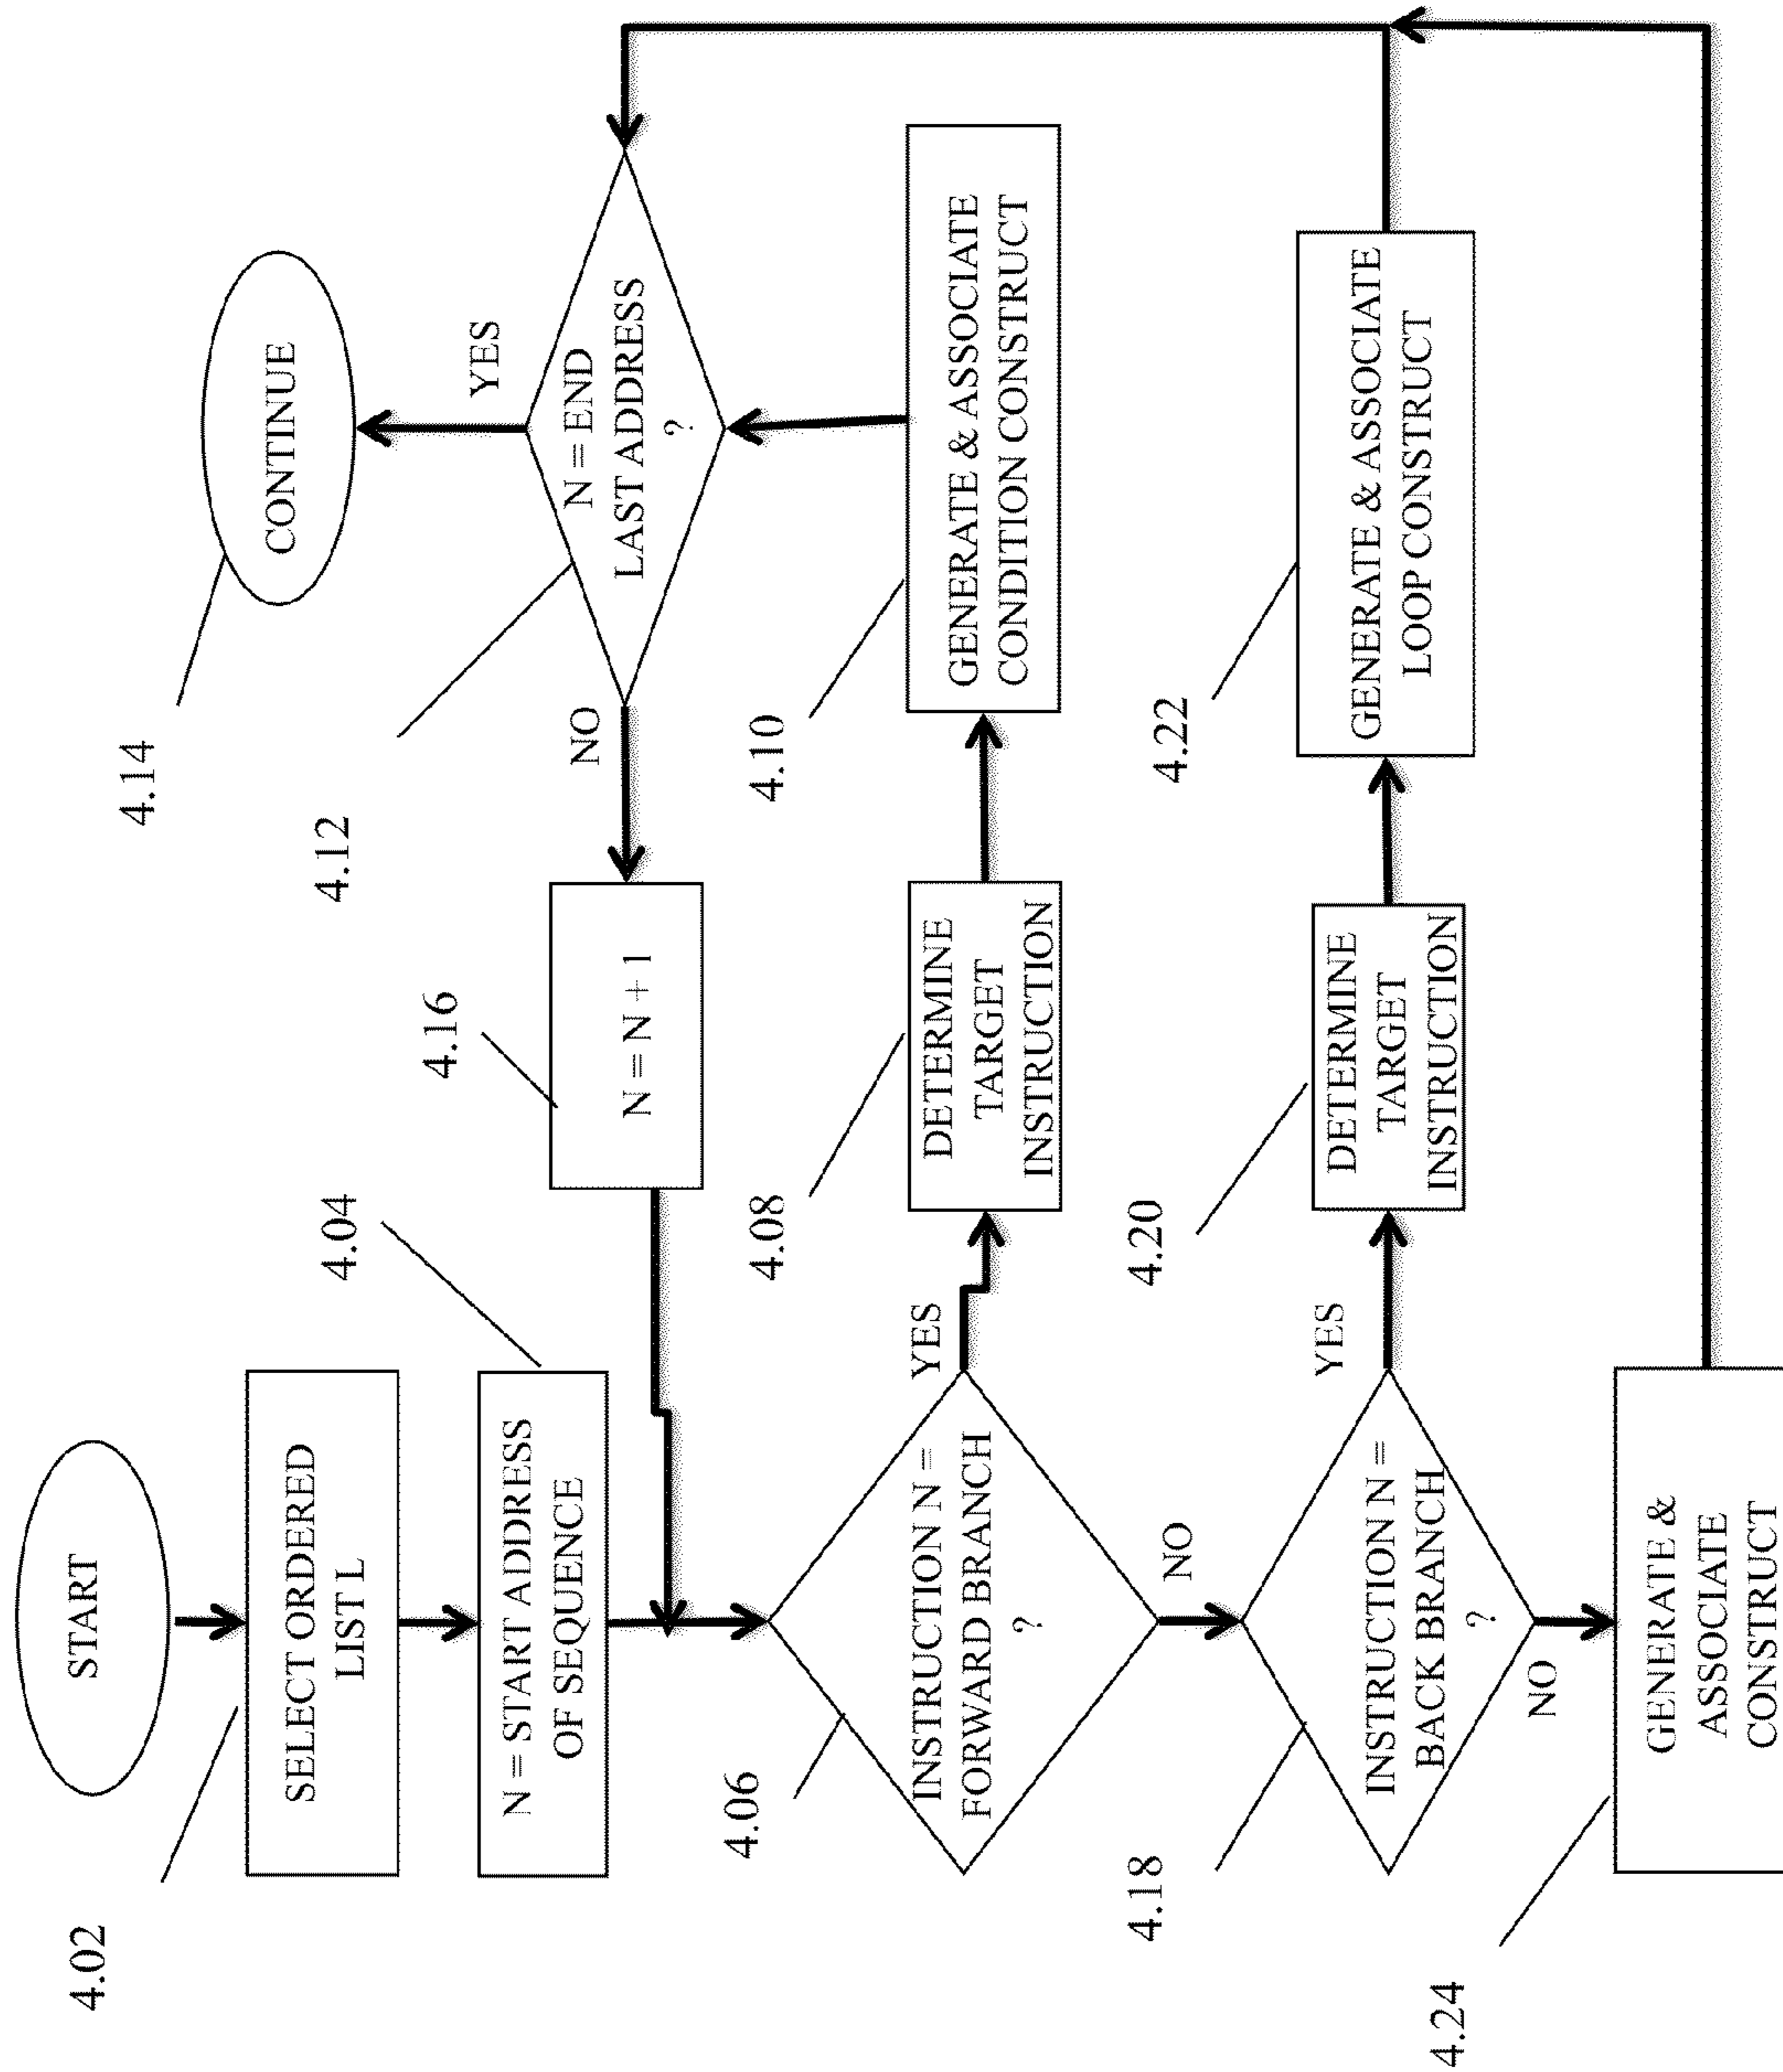 START
4.02
SELECT ORDERED
LIST L
4.04
N = START ADDRESS
OF SEQUENCE
4.06
INSTRUCTION N =
FORWARD BRANCH
?
YES
NO
4.08
DETERMINE
TARGET
INSTRUCTION
4.10
GENERATE & ASSOCIATE
CONDITION CONSTRUCT
4.12
N = END
LAST ADDRESS
?
YES
NO
4.14
CONTINUE
4.16
N = N + 1
4.18
INSTRUCTION N =
BACK BRANCH
?
YES
NO
4.20
DETERMINE
TARGET
INSTRUCTION
4.22
GENERATE & ASSOCIATE
LOOP CONSTRUCT
4.24
GENERATE &
ASSOCIATE
CONSTRUCT